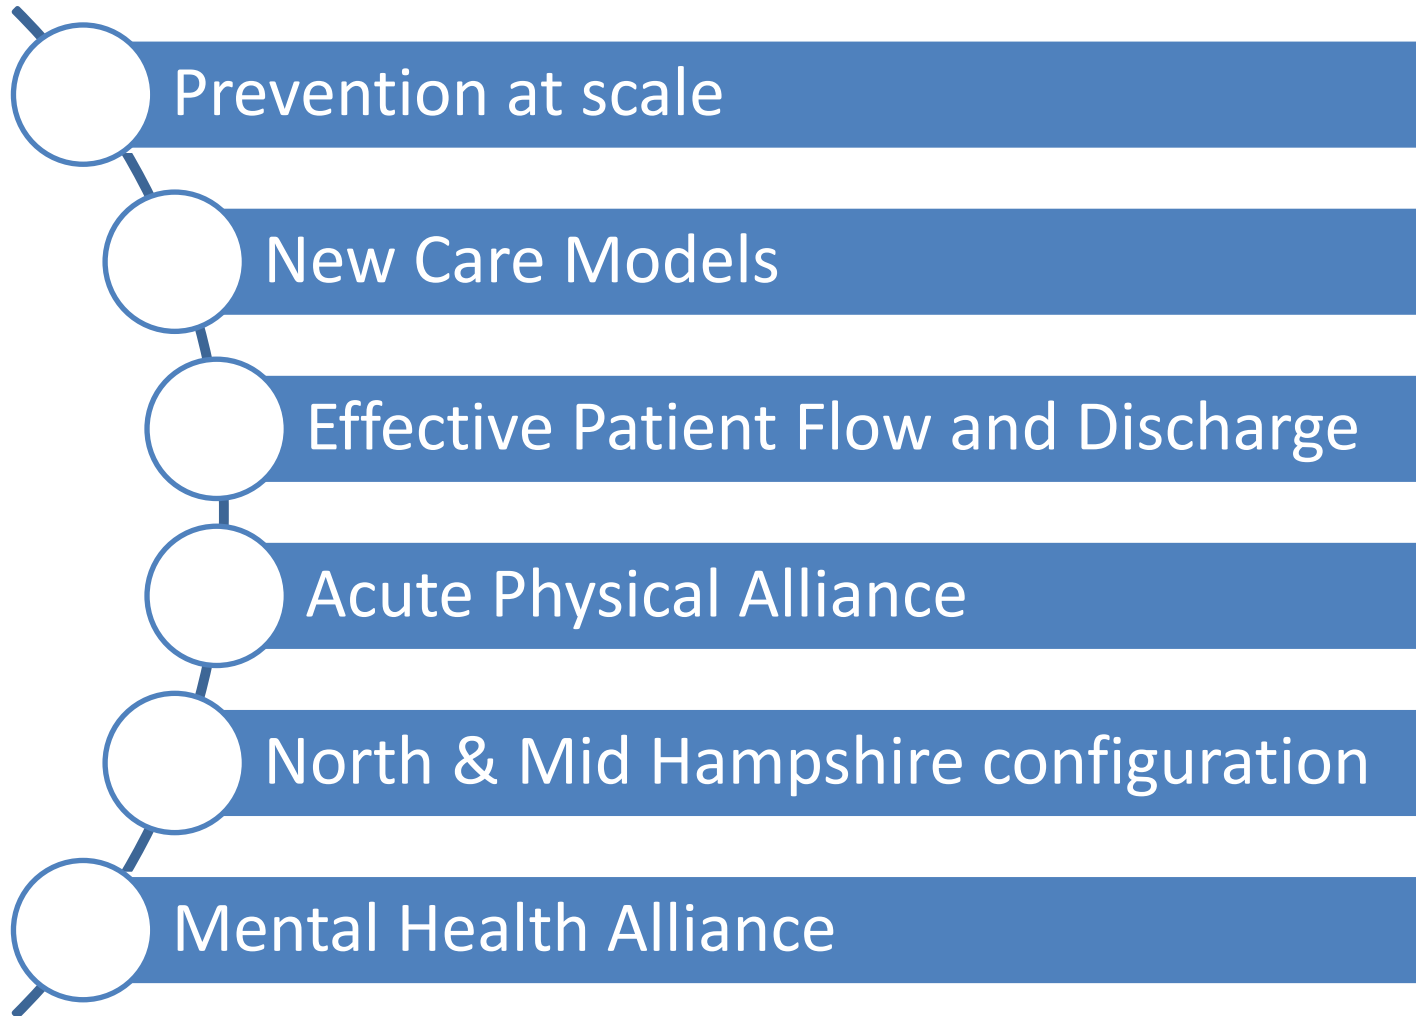 Prevention at scale
New Care Models
Effective Patient Flow and Discharge
Acute Physical Alliance
North & Mid Hampshire configuration
Mental Health Alliance